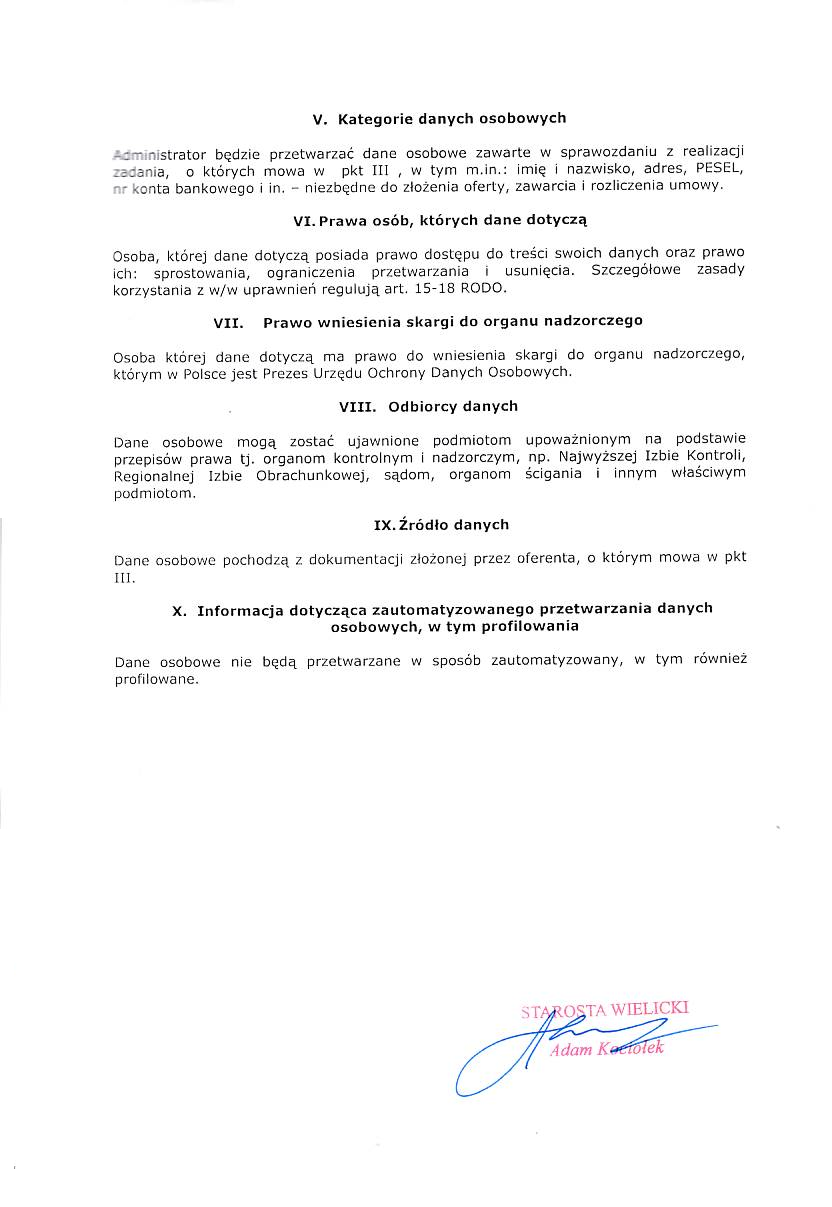 V. Kategorie danych osobowych
Administrator będzie przetwarzać dane osobowe zawarte w sprawozdaniu z realizacji
zadania, o których mowa w pkt III , w tym m.in.: imię i nazwisko, adres, PESEL,
nr konta bankowego i in. – niezbędne do złożenia oferty, zawarcia i rozliczenia umowy.
VI. Prawa osób, których dane dotyczą
Osoba, której dane dotyczą posiada prawo dostępu do treści swoich danych oraz prawo
ich: sprostowania, ograniczenia przetwarzania i usunięcia. Szczegółowe zasady
korzystania z w/w uprawnień regulują art. 15-18 RODO.
VII. Prawo wniesienia skargi do organu nadzorczego
Osoba której dane dotyczą ma prawo do wniesienia skargi do organu nadzorczego,
którym w Polsce jest Prezes Urzędu Ochrony Danych Osobowych.
VIII. Odbiorcy danych
Dane osobowe mogą zostać ujawnione podmiotom upoważnionym na podstawie
przepisów prawa tj. organom kontrolnym i nadzorczym, np. Najwyższej Izbie Kontroli,
Regionalnej Izbie Obrachunkowej, sądom, organom ścigania i innym właściwym
podmiotom.
IX. Źródło danych
Dane osobowe pochodzą z dokumentacji złożonej przez oferenta, o którym mowa w pkt
III.
X. Informacja dotycząca zautomatyzowanego przetwarzania danych
osobowych, w tym profilowania
Dane osobowe nie będą przetwarzane w sposób zautomatyzowany, w tym również
profilowane.
STAROSTA WIELICKI
Adam Kociołek